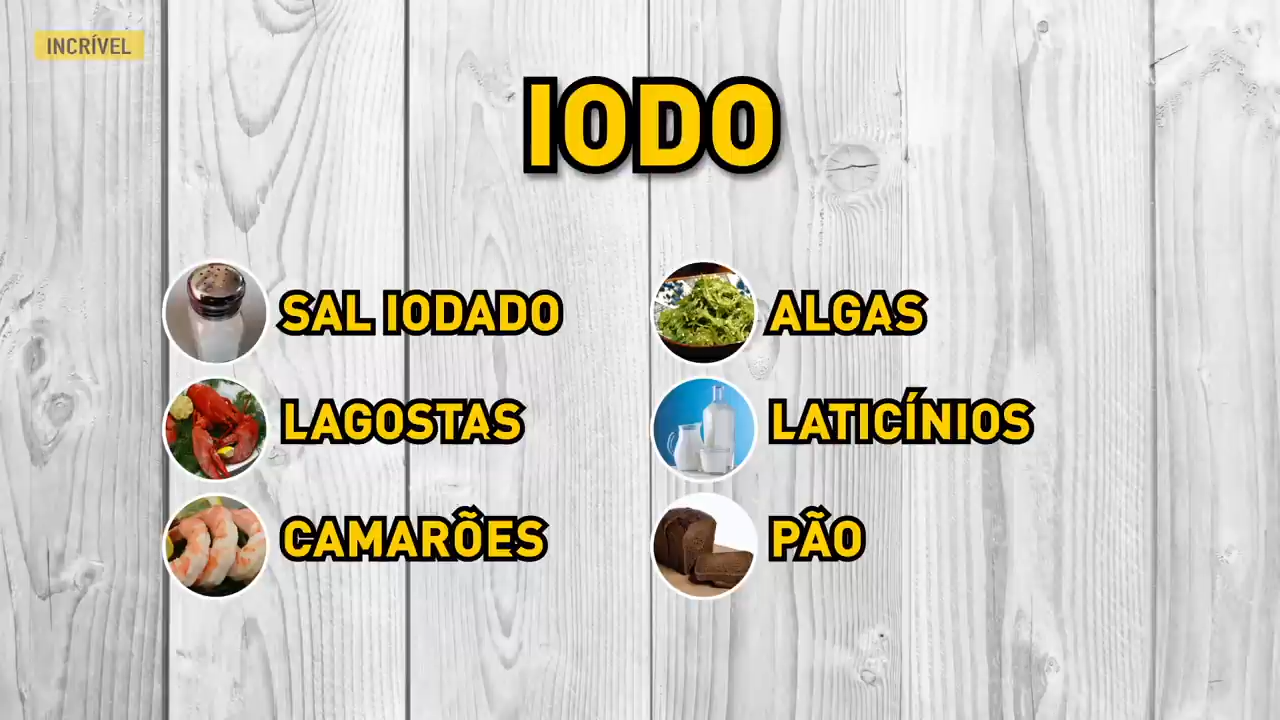 INCRÍVEL
IODO
SAL IODADO
LAGOSTAS
CAMARÕES
ALGAS
LATICÍNIOS
PÃO